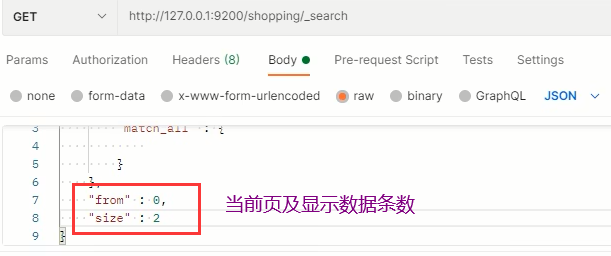 GET http://127.0.0.1:9200/shopping/_search
Params Authorization Headers (8) Body Pre-request Script Tests Settings
none form-data x-www-form-urlencoded raw binary GraphQL JSON
3 "match_all" : {
4
5 }
6 },
7 "from" : 0, 当前页及显示数据条数
8 "size" : 2
9 }